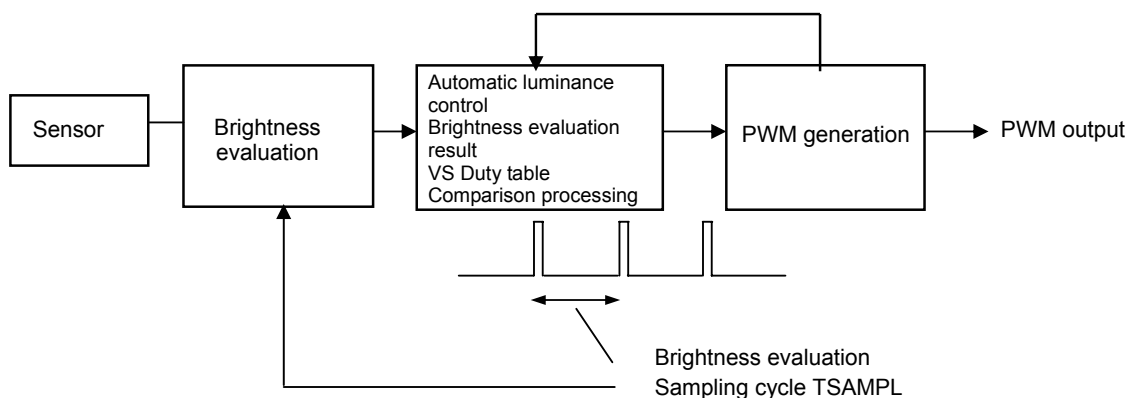 Sensor
Brightness
evaluation
Automatic luminance
control
Brightness evaluation
result
VS Duty table
Comparison processing
PWM generation
PWM output
Brightness evaluation
Sampling cycle TSAMPL